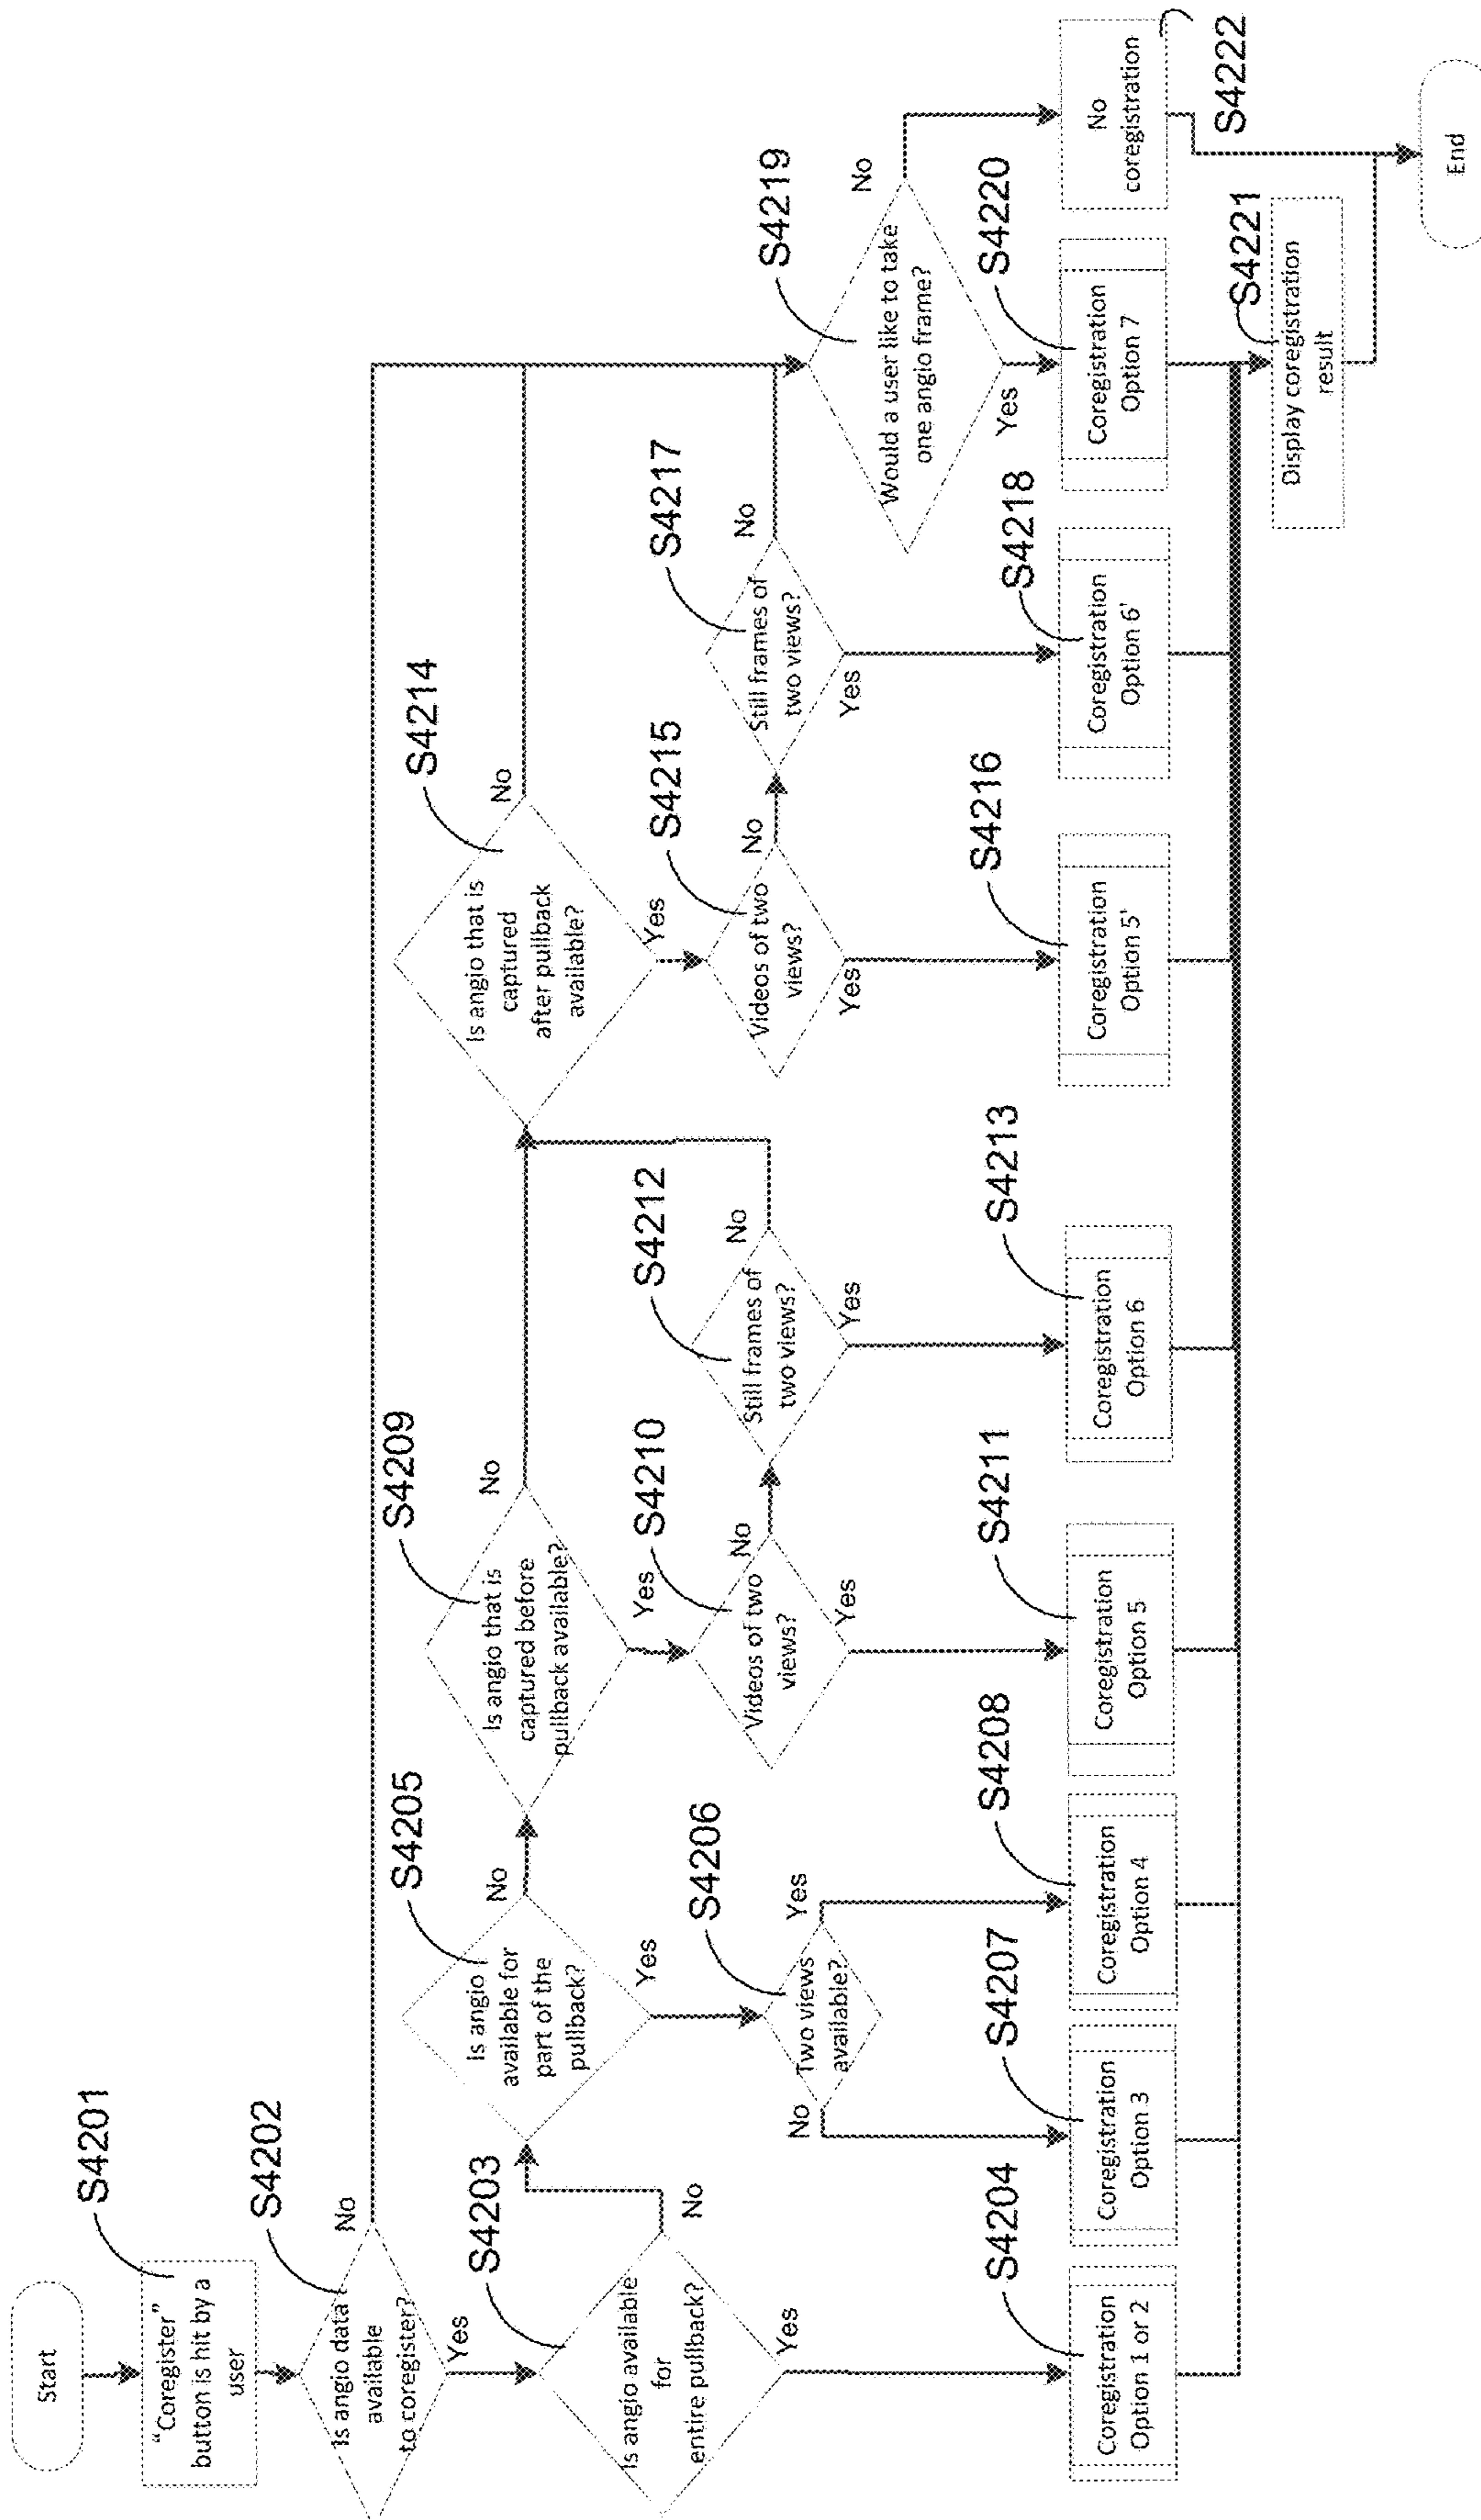 Start
S4201
"Coregister"
button is hit by a
user
S4202
Is angio data
available
to coregister?
No
Yes
S4203
Is angio available
for
entire pullback?
No
Yes
S4204
Coregistration
Option 1 or 2
S4205
Is angio
available for
part of the
pullback?
No
Yes
S4206
Two views
available?
No
Yes
S4207
Coregistration
Option 3
S4208
Coregistration
Option 4
S4209
Is angio that is
captured before
pullback available?
No
Yes
S4210
Videos of two
views?
No
Yes
S4211
Coregistration
Option 5
S4212
Still frames of
two views?
No
Yes
S4213
Coregistration
Option 6
S4214
Is angio that is
captured
after pullback
available?
No
Yes
S4215
Videos of two
views?
No
Yes
S4216
Coregistration
Option 5'
S4217
Still frames of
two views?
No
Yes
S4218
Coregistration
Option 6'
S4219
Would a user like to take
one angio frame?
No
Yes
S4220
Coregistration
Option 7
S4221
Display coregistration
result
No
coregistration
S4222
End